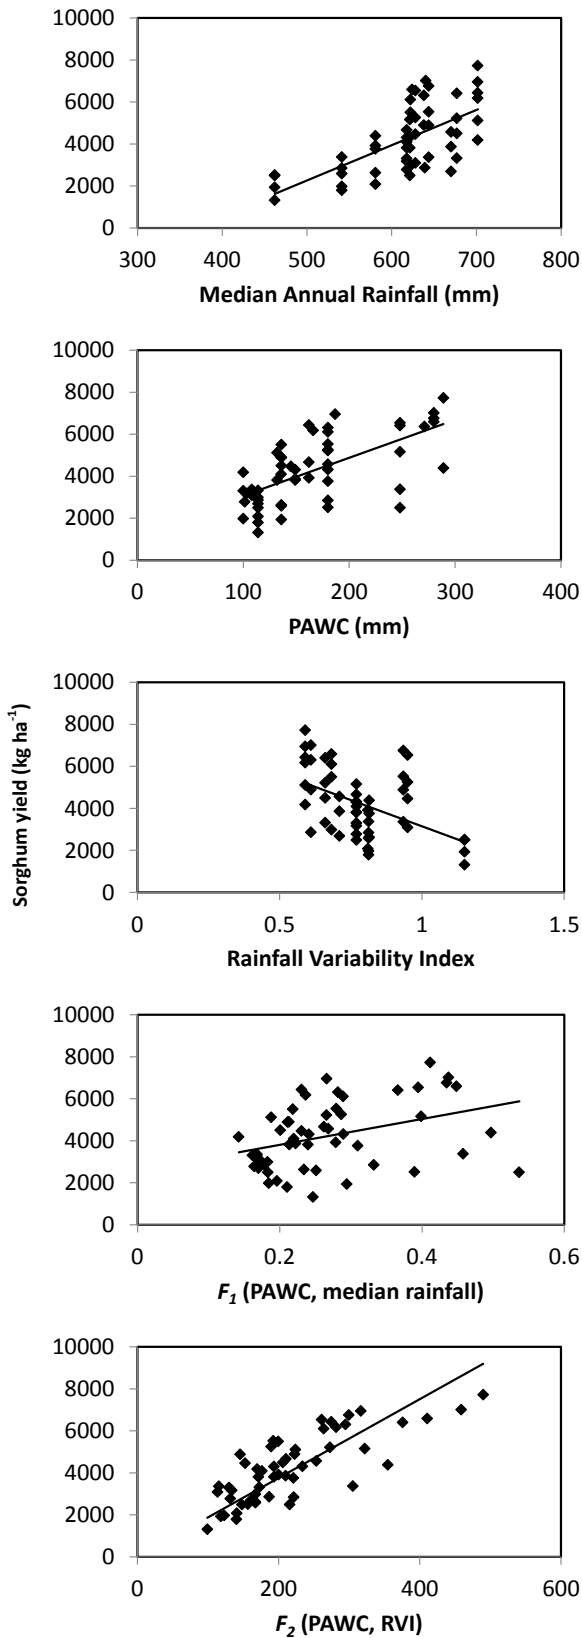 10000
8000
6000
4000
2000
0
300 400 500 600 700 800
Median Annual Rainfall (mm)
10000
8000
6000
4000
2000
0
0 100 200 300 400
PAWC (mm)
Sorghum yield (kg ha⁻¹)
10000
8000
6000
4000
2000
0
0 0.5 1 1.5
Rainfall Variability Index
10000
8000
6000
4000
2000
0
0 0.2 0.4 0.6
F₁ (PAWC, median rainfall)
10000
8000
6000
4000
2000
0
0 200 400 600
F₂ (PAWC, RVI)